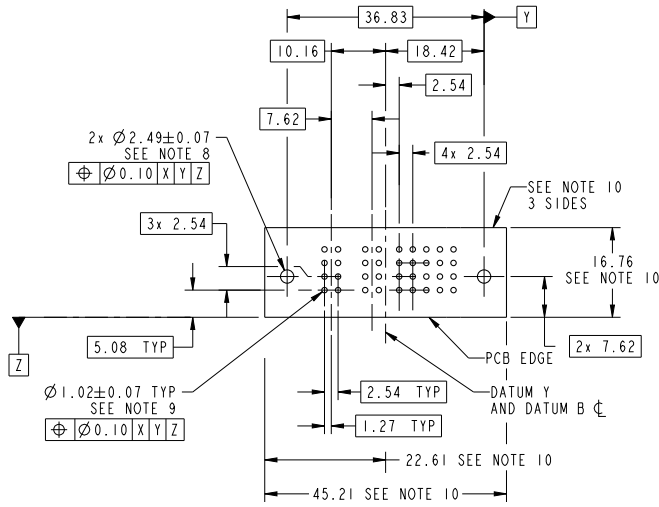 36.83
Y
10.16
18.42
2.54
7.62
2x Ø2.49±0.07
SEE NOTE 8
⌖ Ø0.10 X Y Z
4x 2.54
SEE NOTE 10
3 SIDES
3x 2.54
16.76
SEE NOTE 10
5.08 TYP
Z
PCB EDGE
2x 7.62
Ø1.02±0.07 TYP
SEE NOTE 9
⌖ Ø0.10 X Y Z
2.54 TYP
DATUM Y
AND DATUM B ℄
1.27 TYP
22.61 SEE NOTE 10
45.21 SEE NOTE 10